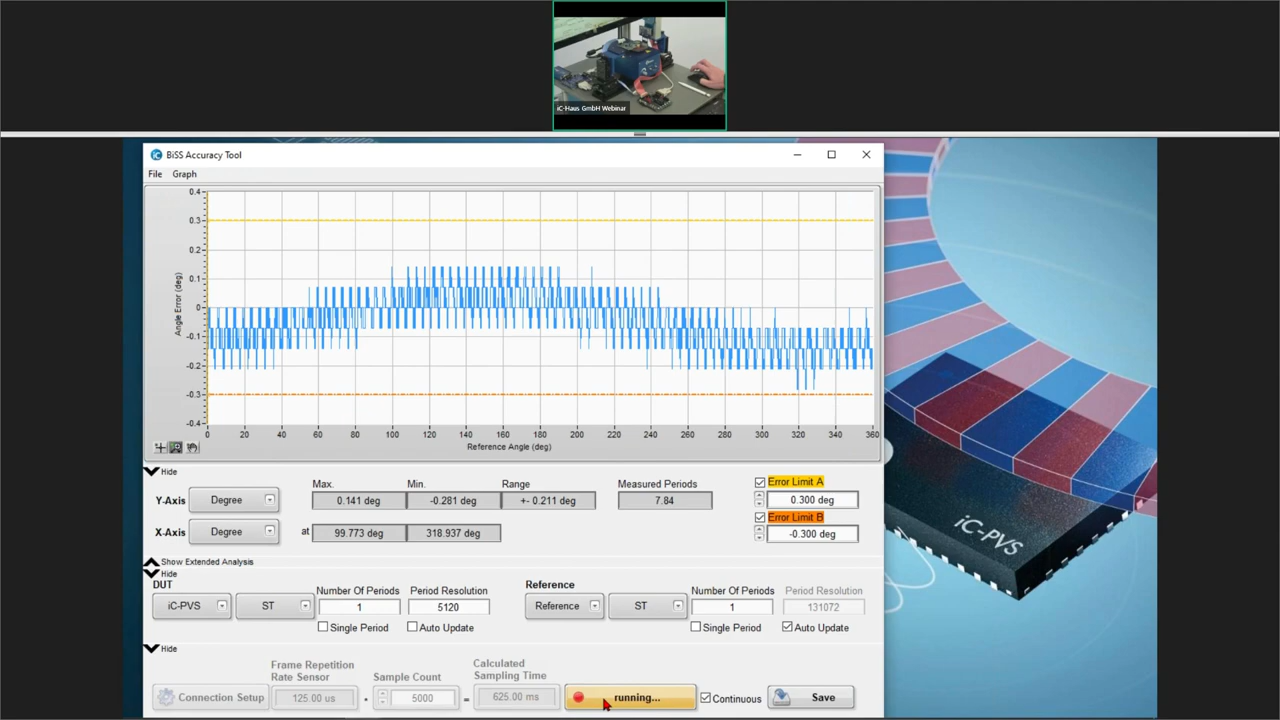 iC-Haus GmbH Webinar
BiSS Accuracy Tool
File Graph
0.4
0.3
0.2
0.1
0
-0.1
-0.2
-0.3
-0.4
Angle Error (deg)
0 20 40 60 80 100 120 140 160 180 200 220 240 260 280 300 320 340 360
Reference Angle (deg)
Hide
Max. Min. Range Measured Periods Error Limit A
Y-Axis Degree 0.141 deg -0.281 deg +- 0.211 deg 7.84 0.300 deg
Error Limit B
X-Axis Degree at 99.773 deg 318.937 deg -0.300 deg
Show Extended Analysis
Hide
DUT Reference
Number Of Periods Period Resolution Number Of Periods Period Resolution
iC-PVS ST 1 5120 Reference ST 1 131072
Single Period Auto Update Single Period Auto Update
Hide
Frame Repetition Rate Sensor Sample Count Calculated Sampling Time
Connection Setup 125.00 us * 5000 = 625.00 ms running... Continuous Save
iC-PVS